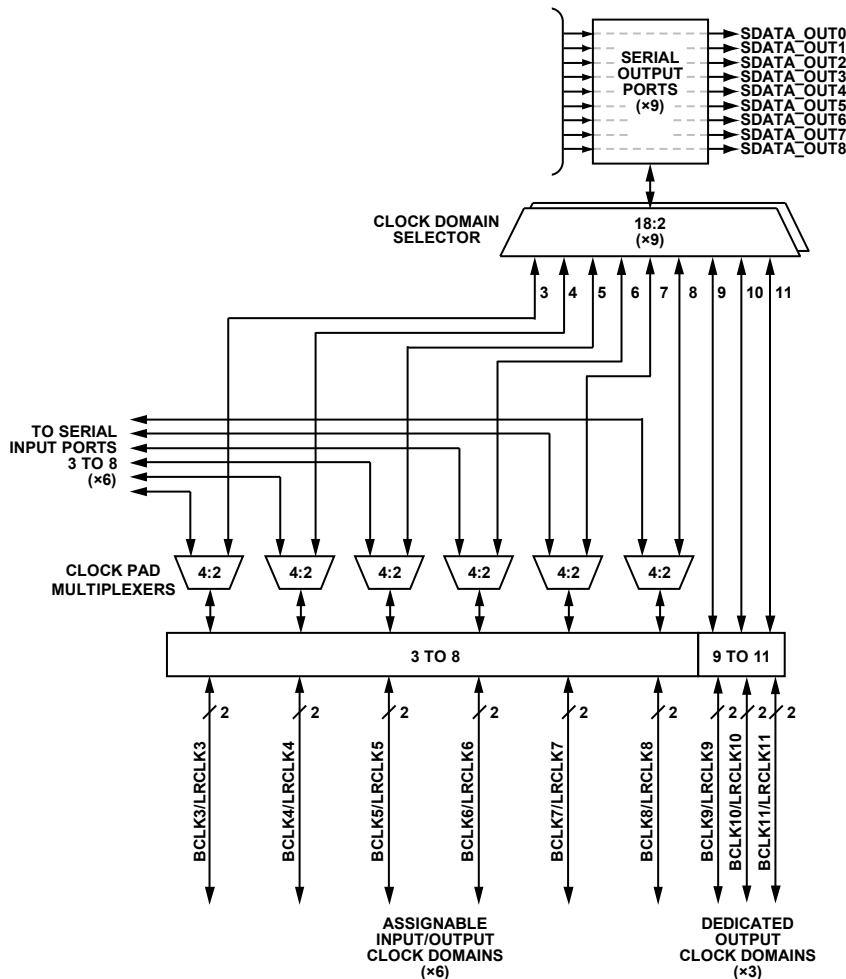 SERIAL
OUTPUT
PORTS
(×9)
SDATA_OUT0
SDATA_OUT1
SDATA_OUT2
SDATA_OUT3
SDATA_OUT4
SDATA_OUT5
SDATA_OUT6
SDATA_OUT7
SDATA_OUT8
CLOCK DOMAIN
SELECTOR
18:2
(×9)
3 4 5 6 7 8 9 10 11
TO SERIAL
INPUT PORTS
3 TO 8
(×6)
CLOCK PAD
MULTIPLEXERS
4:2 4:2 4:2 4:2 4:2 4:2
3 TO 8
9 TO 11
2 2 2 2 2 2 2 2 2
BCLK3/LRCLK3
BCLK4/LRCLK4
BCLK5/LRCLK5
BCLK6/LRCLK6
BCLK7/LRCLK7
BCLK8/LRCLK8
BCLK9/LRCLK9
BCLK10/LRCLK10
BCLK11/LRCLK11
ASSIGNABLE
INPUT/OUTPUT
CLOCK DOMAINS
(×6)
DEDICATED
OUTPUT
CLOCK DOMAINS
(×3)